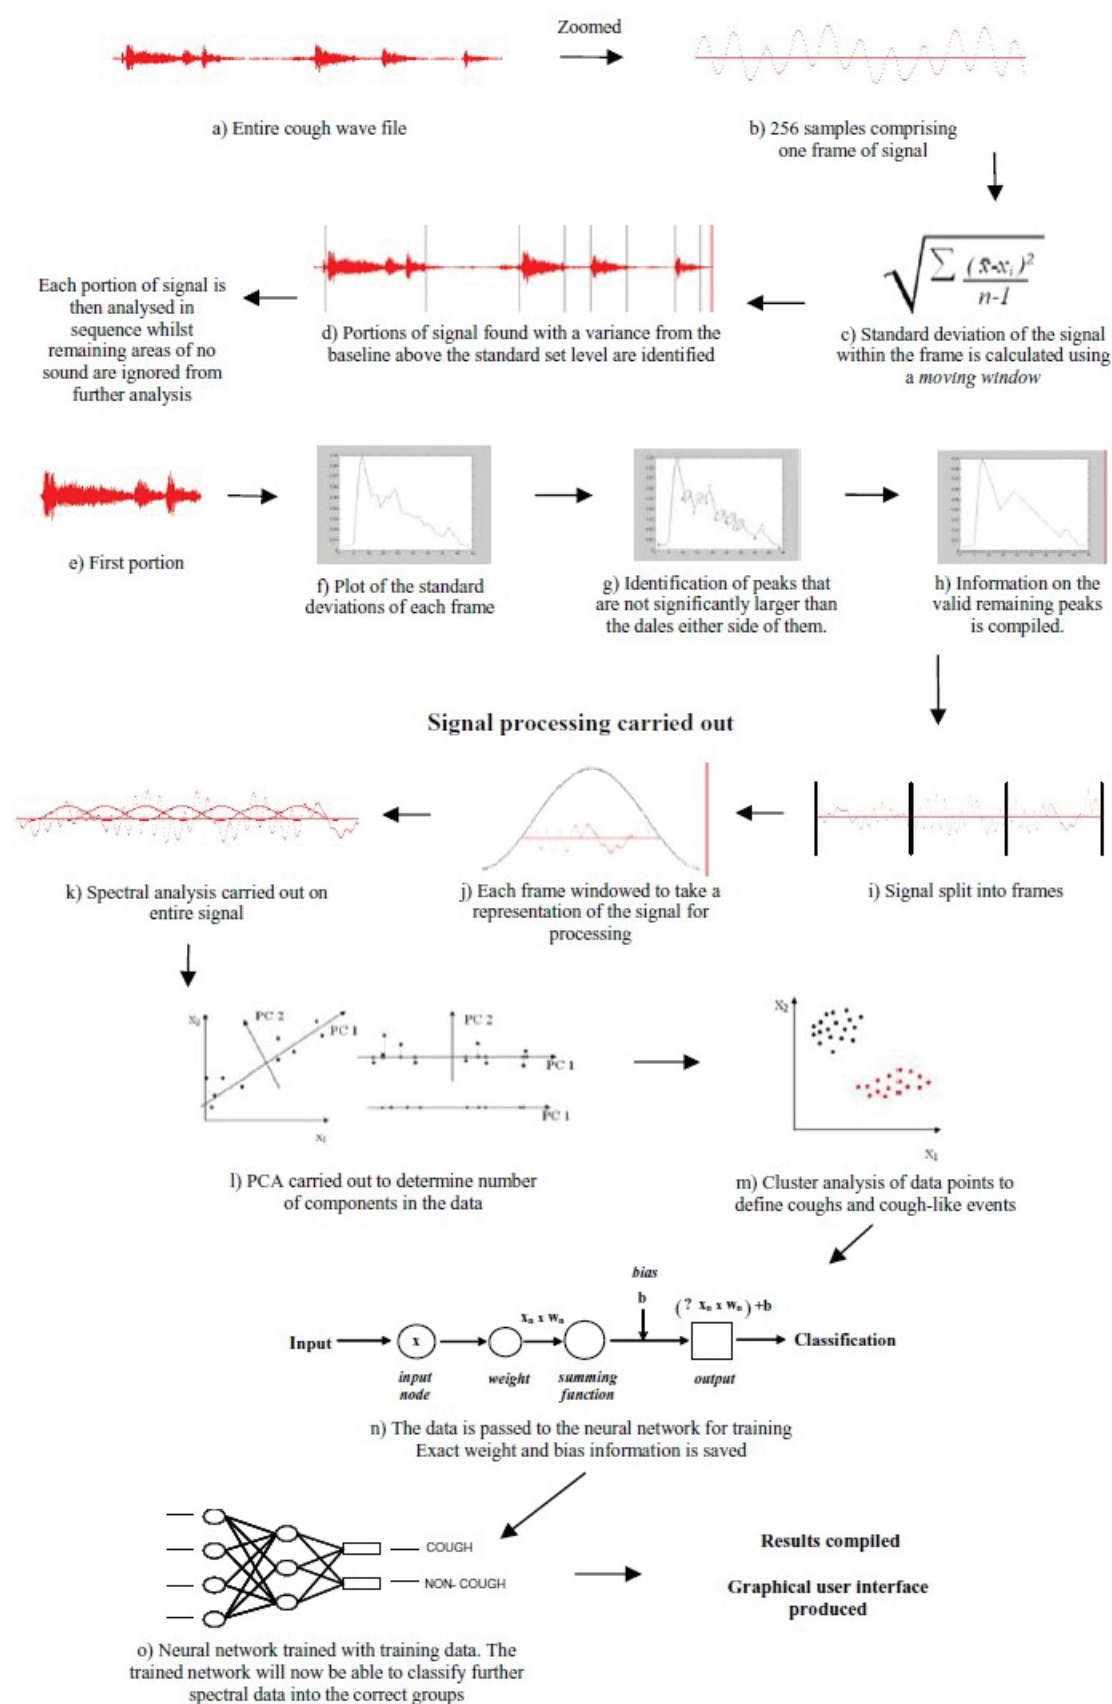 Zoomed
a) Entire cough wave file
b) 256 samples comprising
one frame of signal
Each portion of signal is
then analysed in
sequence whilst
remaining areas of no
sound are ignored from
further analysis
d) Portions of signal found with a variance from the
baseline above the standard set level are identified
√ ∑ (x̄-xᵢ)² / n-1
c) Standard deviation of the signal
within the frame is calculated using
a moving window
e) First portion
f) Plot of the standard
deviations of each frame
g) Identification of peaks that
are not significantly larger than
the dales either side of them.
h) Information on the
valid remaining peaks
is compiled.
Signal processing carried out
k) Spectral analysis carried out on
entire signal
j) Each frame windowed to take a
representation of the signal for
processing
i) Signal split into frames
X₂
PC 2
PC 1
X₁
PC 2
PC 1
PC 1
X₂
X₁
l) PCA carried out to determine number
of components in the data
m) Cluster analysis of data points to
define coughs and cough-like events
bias
b
(? xₙ x wₙ)+b
xₙ x wₙ
Input
x
Classification
input
node
weight
summing
function
output
n) The data is passed to the neural network for training
Exact weight and bias information is saved
COUGH
NON- COUGH
Results compiled
Graphical user interface
produced
o) Neural network trained with training data. The
trained network will now be able to classify further
spectral data into the correct groups